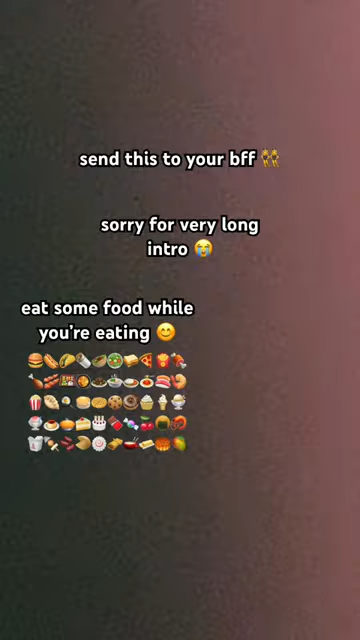 send this to your bff 👯
sorry for very long
intro 😭
eat some food while
you're eating 😊